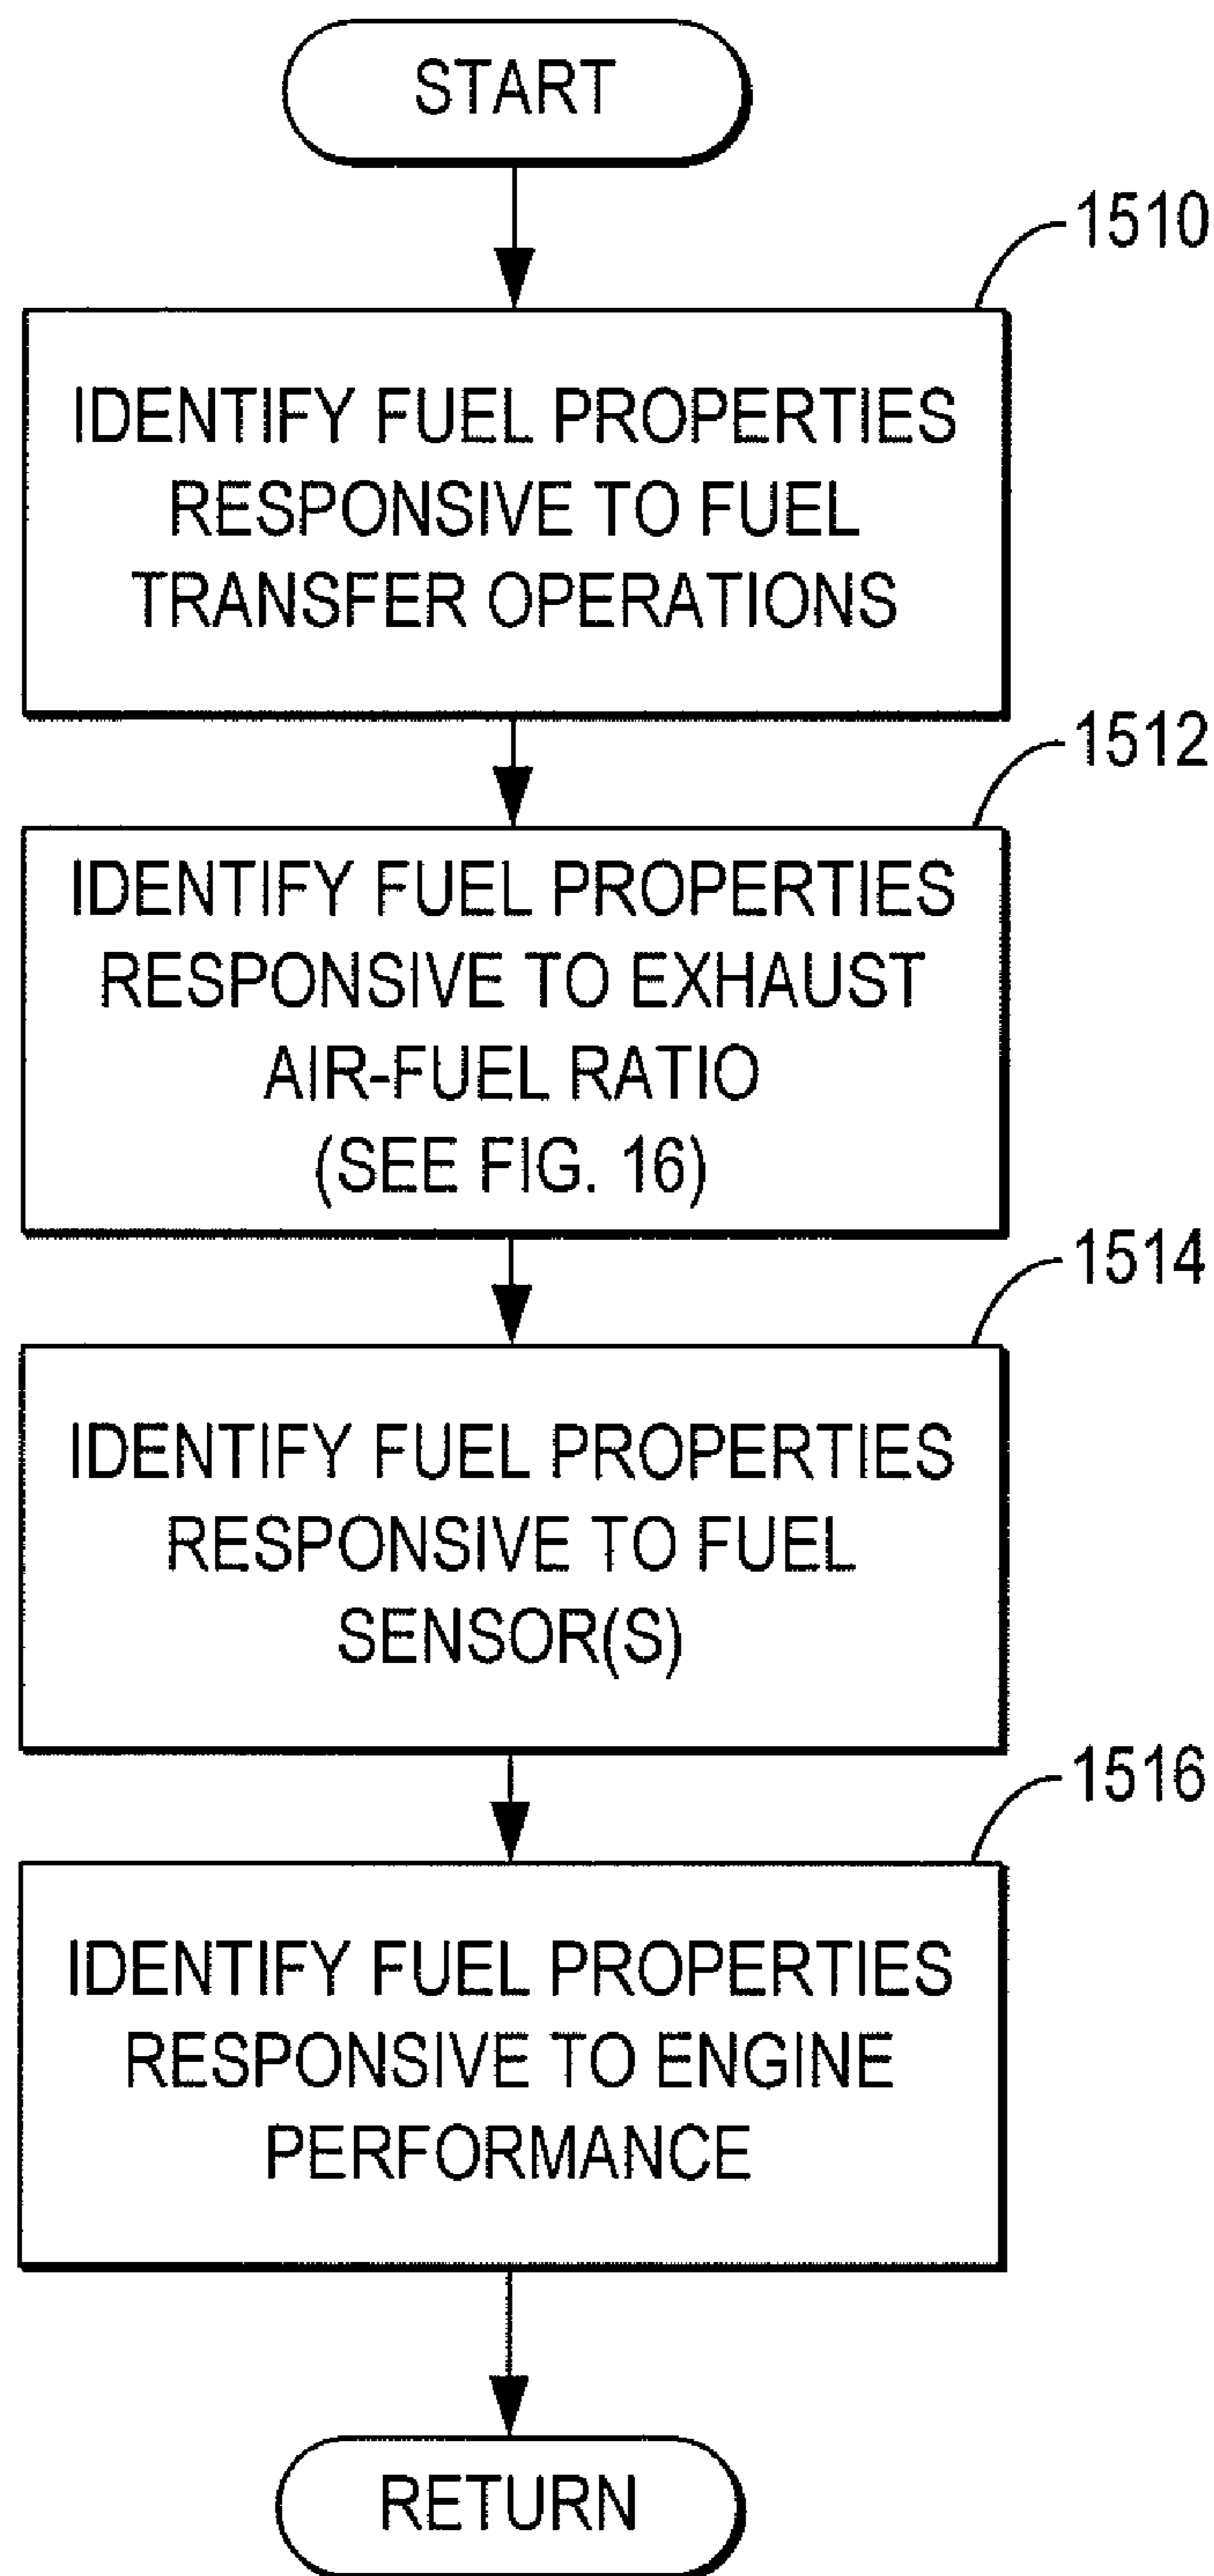 START
1510
IDENTIFY FUEL PROPERTIES
RESPONSIVE TO FUEL
TRANSFER OPERATIONS
1512
IDENTIFY FUEL PROPERTIES
RESPONSIVE TO EXHAUST
AIR-FUEL RATIO
(SEE FIG. 16)
1514
IDENTIFY FUEL PROPERTIES
RESPONSIVE TO FUEL
SENSOR(S)
1516
IDENTIFY FUEL PROPERTIES
RESPONSIVE TO ENGINE
PERFORMANCE
RETURN